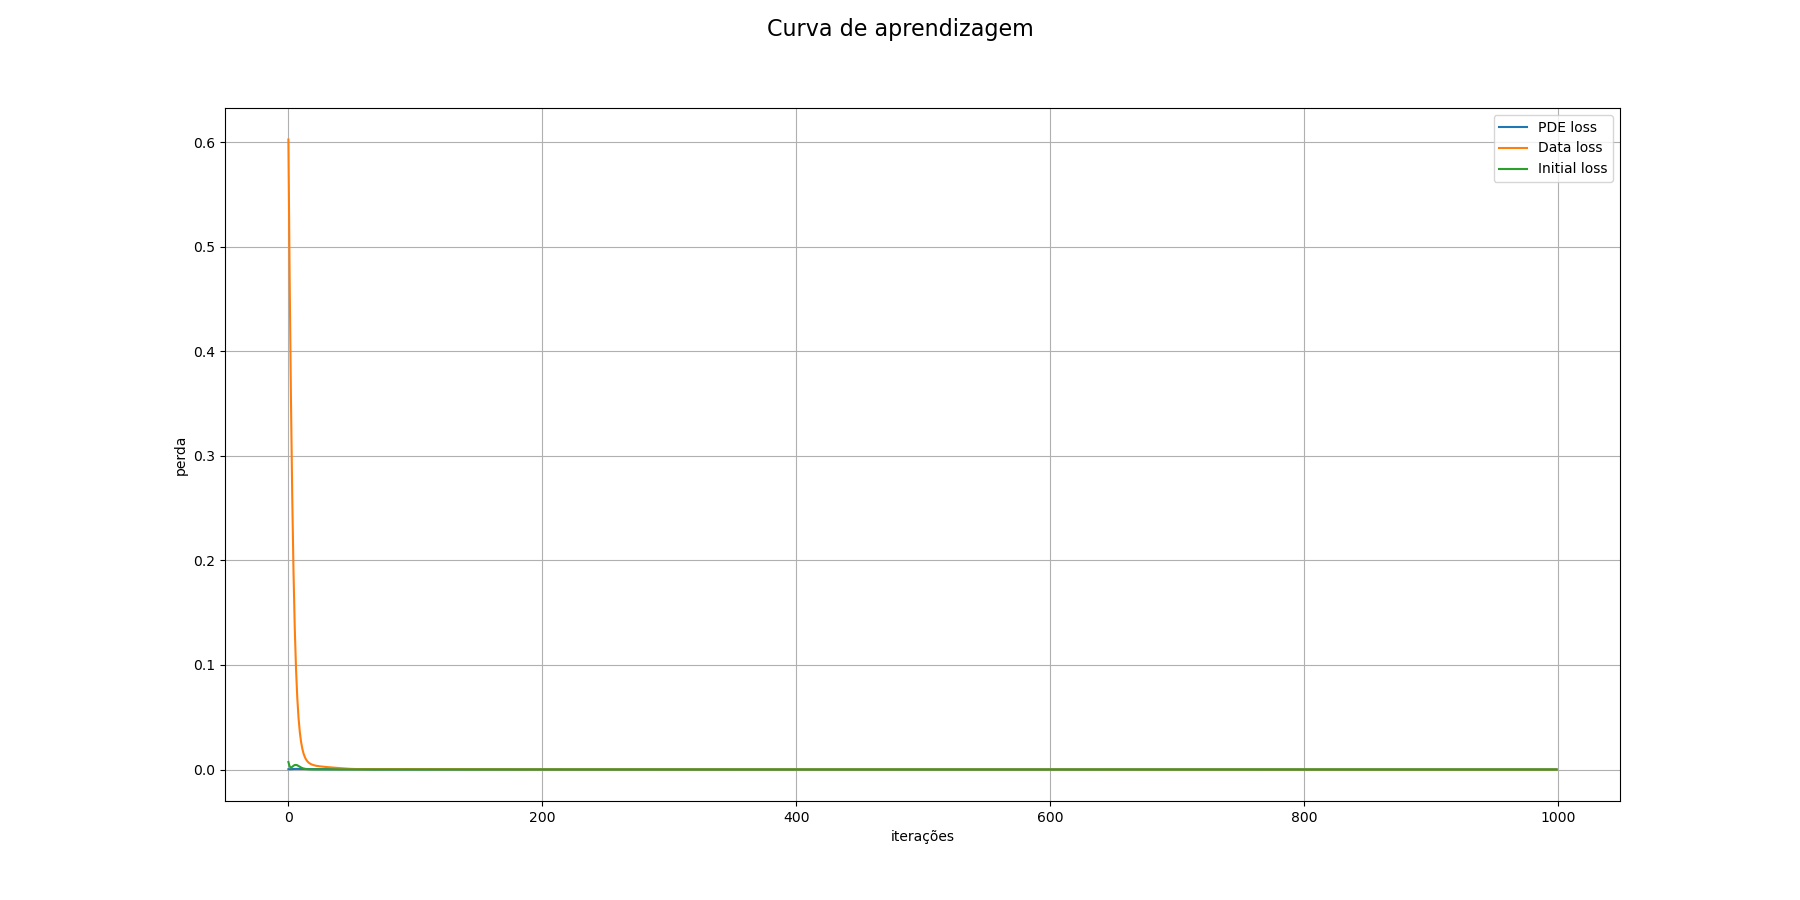 Curva de aprendizagem
PDE loss
Data loss
Initial loss
0.6
0.5
0.4
0.3
0.2
0.1
0.0
perda
0 200 400 600 800 1000
iterações